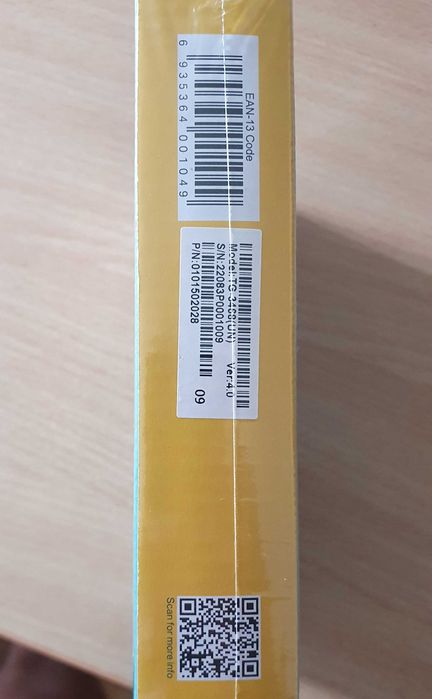 EAN-13 Code
6 935364 001049
Model:TG-3468(UN) Ver:4.0
S/N:22083P0001009
P/N:0101502028
09
Scan for more info